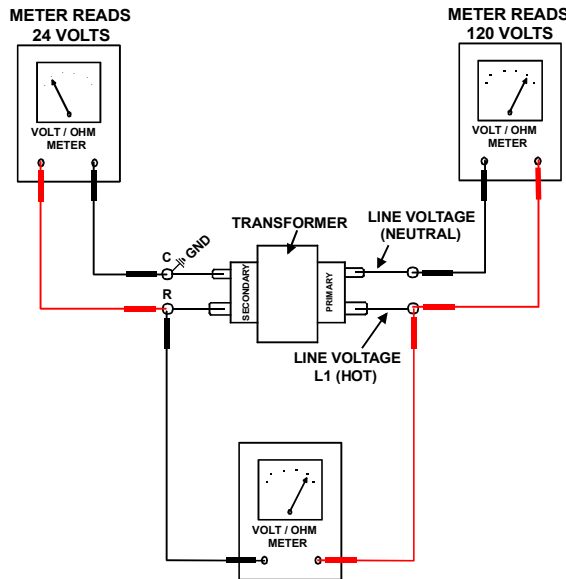 METER READS
24 VOLTS
METER READS
120 VOLTS
VOLT / OHM
METER
VOLT / OHM
METER
TRANSFORMER
LINE VOLTAGE
(NEUTRAL)
C
GND
R
SECONDARY
PRIMARY
LINE VOLTAGE
L1 (HOT)
VOLT / OHM
METER